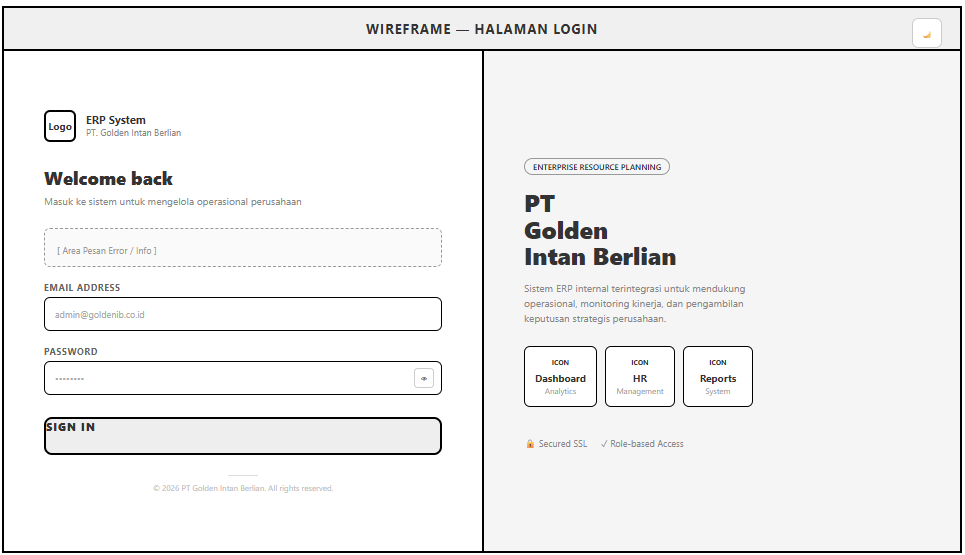 WIREFRAME — HALAMAN LOGIN
Logo
ERP System
PT. Golden Intan Berlian
Welcome back
Masuk ke sistem untuk mengelola operasional perusahaan
[ Area Pesan Error / Info ]
EMAIL ADDRESS
admin@goldenib.co.id
PASSWORD
--------
SIGN IN
© 2026 PT Golden Intan Berlian. All rights reserved.
ENTERPRISE RESOURCE PLANNING
PT
Golden
Intan Berlian
Sistem ERP internal terintegrasi untuk mendukung
operasional, monitoring kinerja, dan pengambilan
keputusan strategis perusahaan.
ICON
Dashboard
Analytics
ICON
HR
Management
ICON
Reports
System
🔒 Secured SSL ✓ Role-based Access